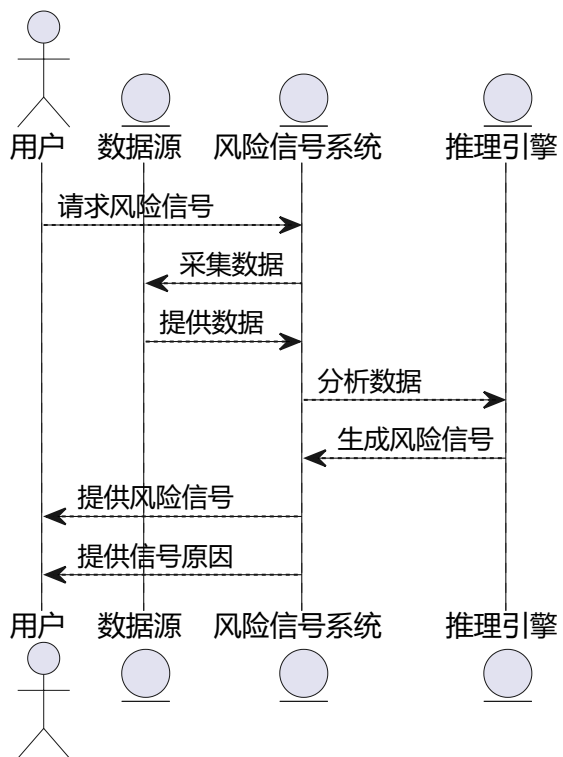 用户 数据源 风险信号系统 推理引擎
请求风险信号
采集数据
提供数据
分析数据
生成风险信号
提供风险信号
提供信号原因
用户 数据源 风险信号系统 推理引擎